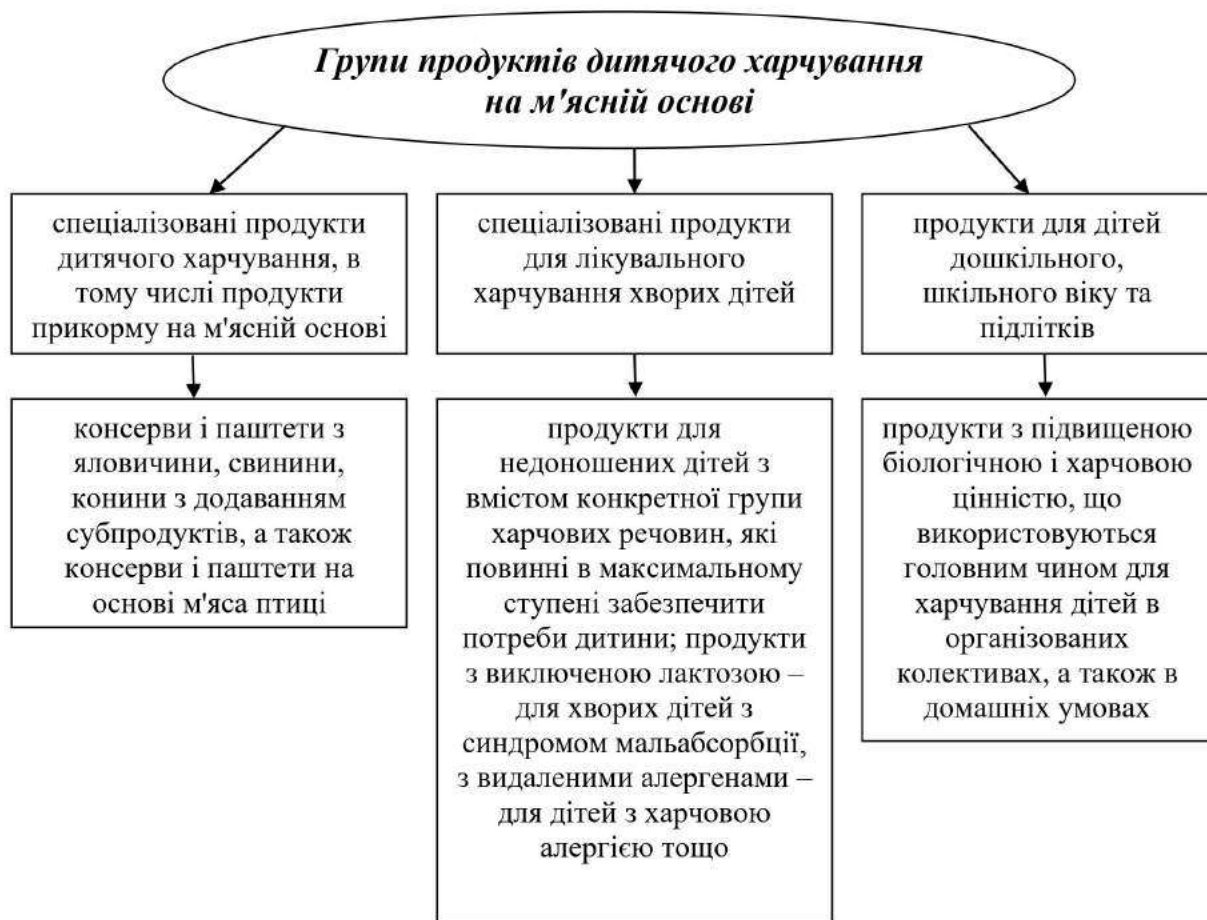 Групи продуктів дитячого харчування
на м'ясній основі
спеціалізовані продукти
дитячого харчування, в
тому числі продукти
прикорму на м'ясній основі
спеціалізовані продукти
для лікувального
харчування хворих дітей
продукти для дітей
дошкільного,
шкільного віку та
підлітків
консерви і паштети з
яловичини, свинини,
конини з додаванням
субпродуктів, а також
консерви і паштети на
основі м'яса птиці
продукти для
недоношених дітей з
вмістом конкретної групи
харчових речовин, які
повинні в максимальному
ступені забезпечити
потреби дитини; продукти
з виключеною лактозою –
для хворих дітей з
синдромом мальабсорбції,
з видаленими алергенами –
для дітей з харчовою
алергією тощо
продукти з підвищеною
біологічною і харчовою
цінністю, що
використовуються
головним чином для
харчування дітей в
організованих
колективах, а також в
домашніх умовах